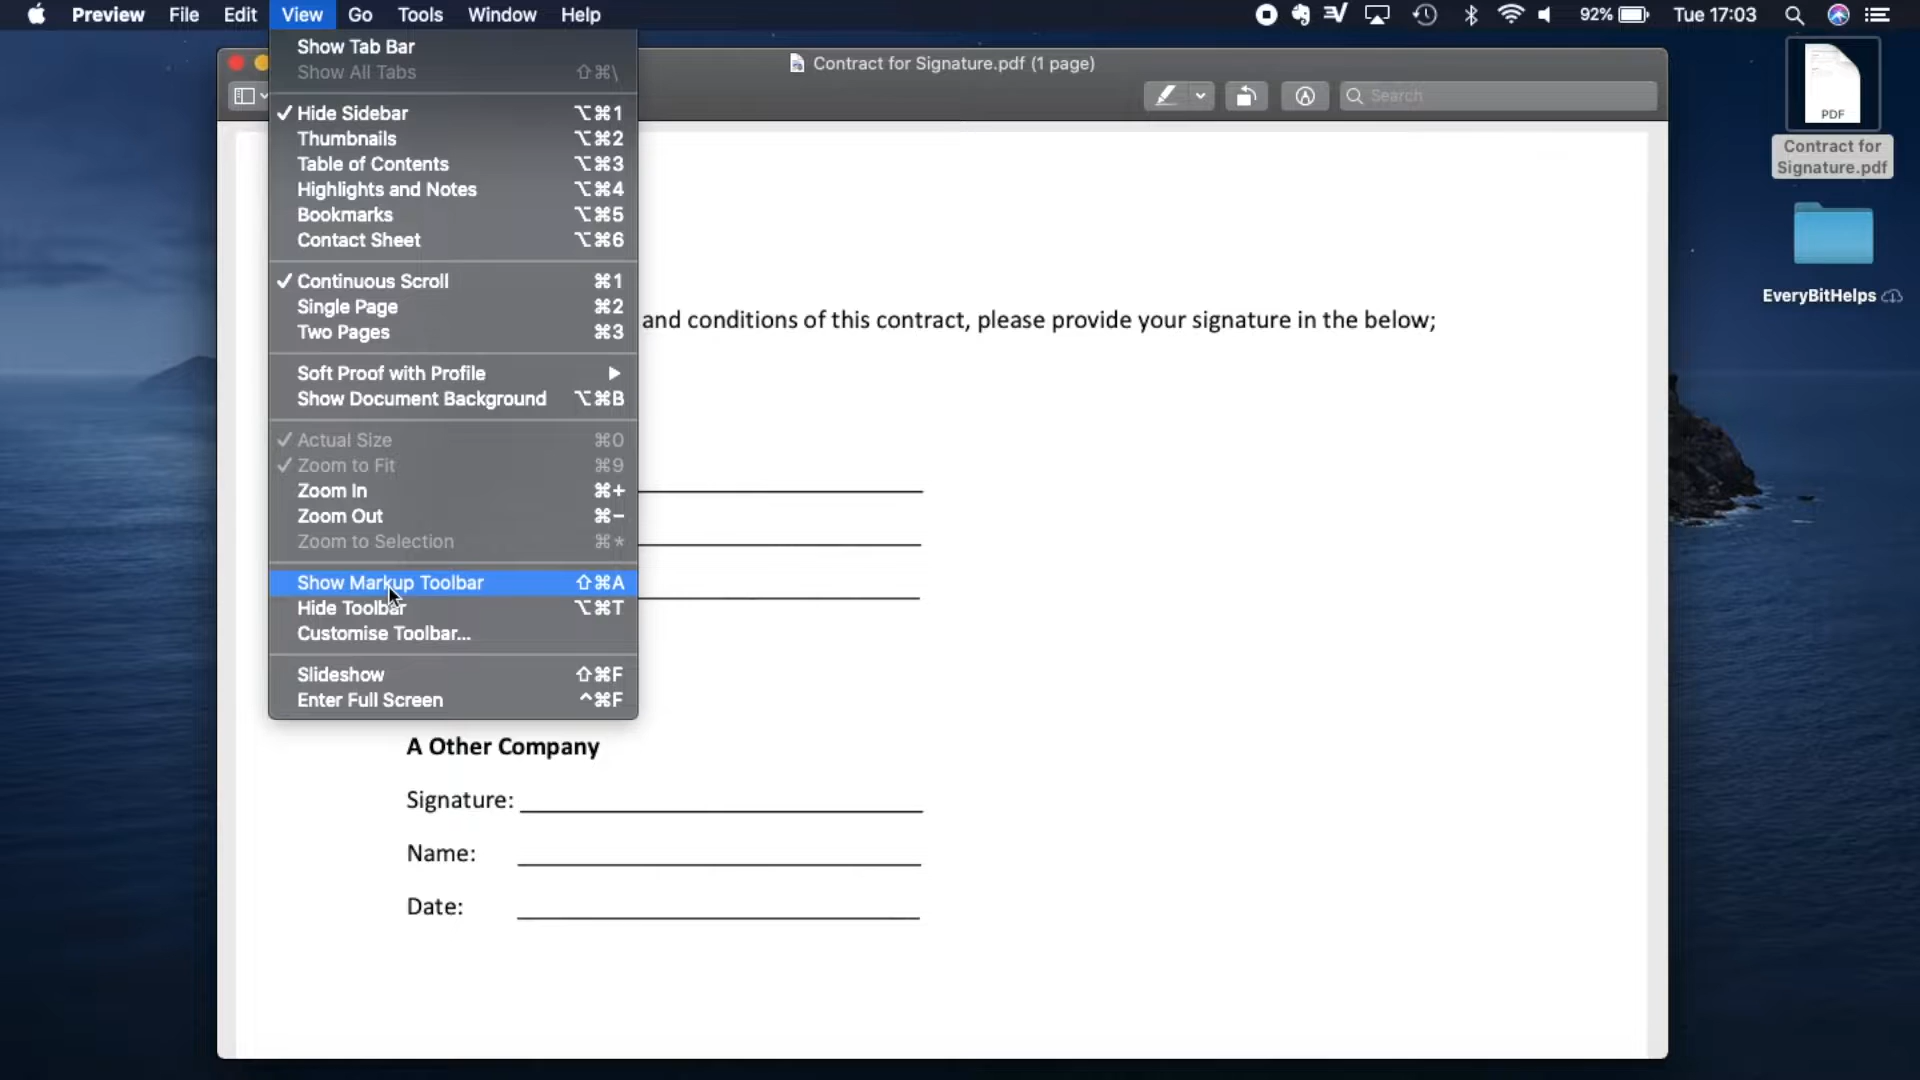 Preview File Edit View Go Tools Window Help 92% Tue 17:03
Contract for Signature.pdf (1 page)
Search
Show Tab Bar
Show All Tabs ⇧⌘\
✓ Hide Sidebar ⌥⌘1
Thumbnails ⌥⌘2
Table of Contents ⌥⌘3
Highlights and Notes ⌥⌘4
Bookmarks ⌥⌘5
Contact Sheet ⌥⌘6
✓ Continuous Scroll ⌘1
Single Page ⌘2
Two Pages ⌘3
Soft Proof with Profile ▶
Show Document Background ⌥⌘B
✓ Actual Size ⌘0
✓ Zoom to Fit ⌘9
Zoom In ⌘+
Zoom Out ⌘−
Zoom to Selection ⌘*
Show Markup Toolbar ⇧⌘A
Hide Toolbar ⌥⌘T
Customise Toolbar...
Slideshow ⇧⌘F
Enter Full Screen ^⌘F
and conditions of this contract, please provide your signature in the below;
A Other Company
Signature:
Name:
Date:
PDF
Contract for
Signature.pdf
EveryBitHelps